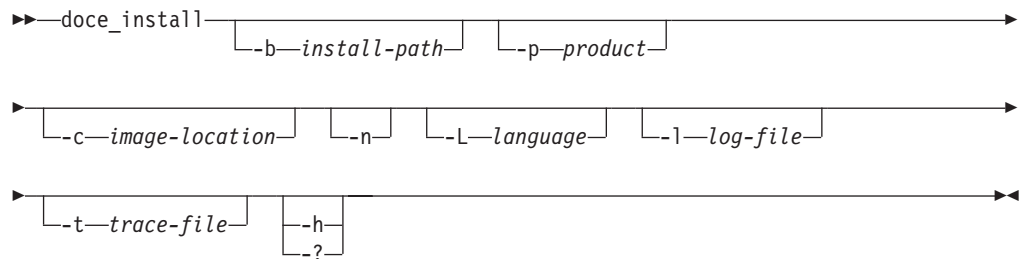 doce_install
-b install-path -p product
-c image-location -n -L language -l log-file
-t trace-file -h
-?